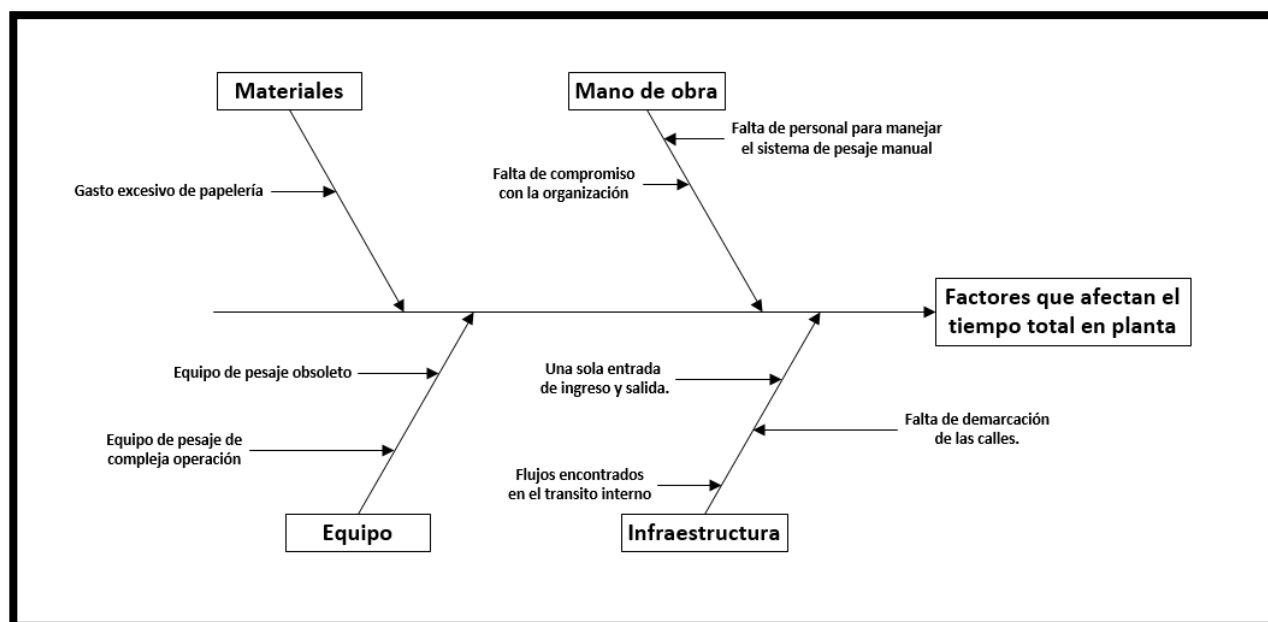 Materiales
Mano de obra
Falta de personal para manejar
el sistema de pesaje manual
Falta de compromiso
con la organización
Gasto excesivo de papelería
Factores que afectan el
tiempo total en planta
Equipo de pesaje obsoleto
Una sola entrada
de ingreso y salida.
Falta de demarcación
de las calles.
Equipo de pesaje de
compleja operación
Flujos encontrados
en el transito interno
Equipo
Infraestructura